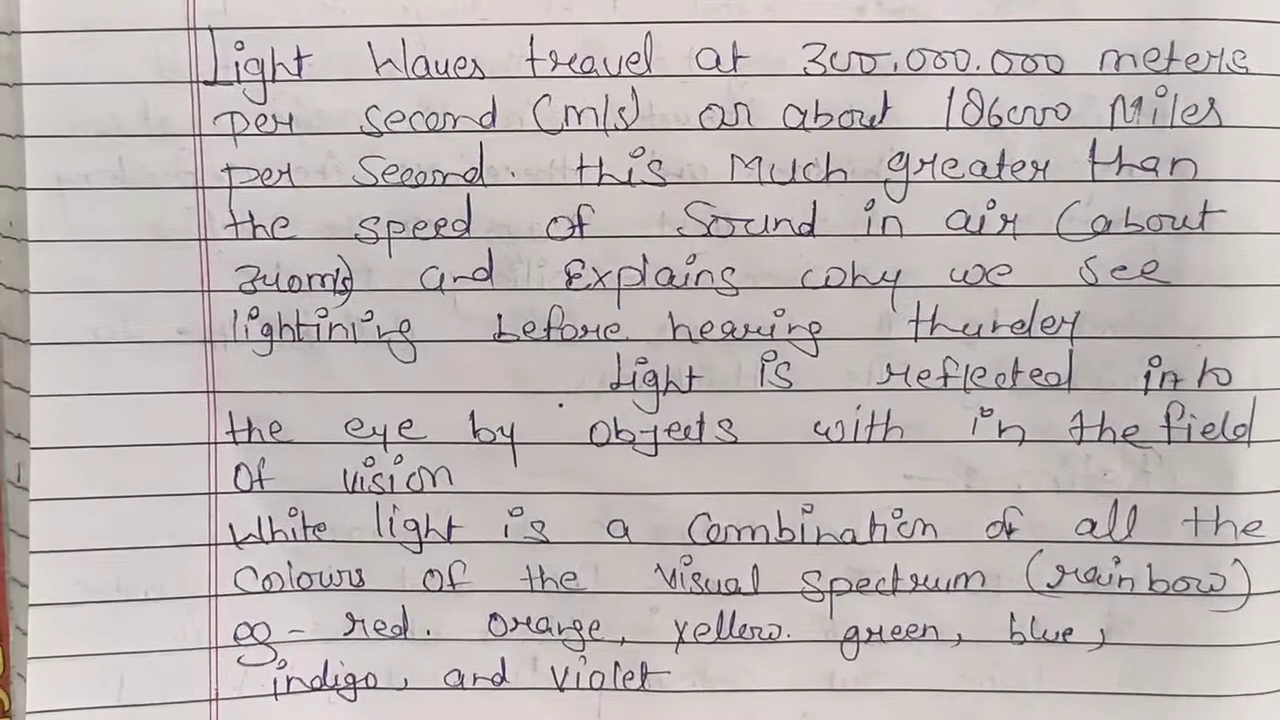 Light Waves travel at 300.000.000 meters
per second (m/s) or about 186000 Miles
per Second. this Much greater than
the speed of Sound in air (about
340m/s) and Explains why we see
lightining before hearing thunder
Light is reflected into
the eye by objects with in the field
of vision
White light is a Combination of all the
Colours of the visual spectrum (rainbow)
eg - red. orange, yellow. green, blue,
indigo, and violet